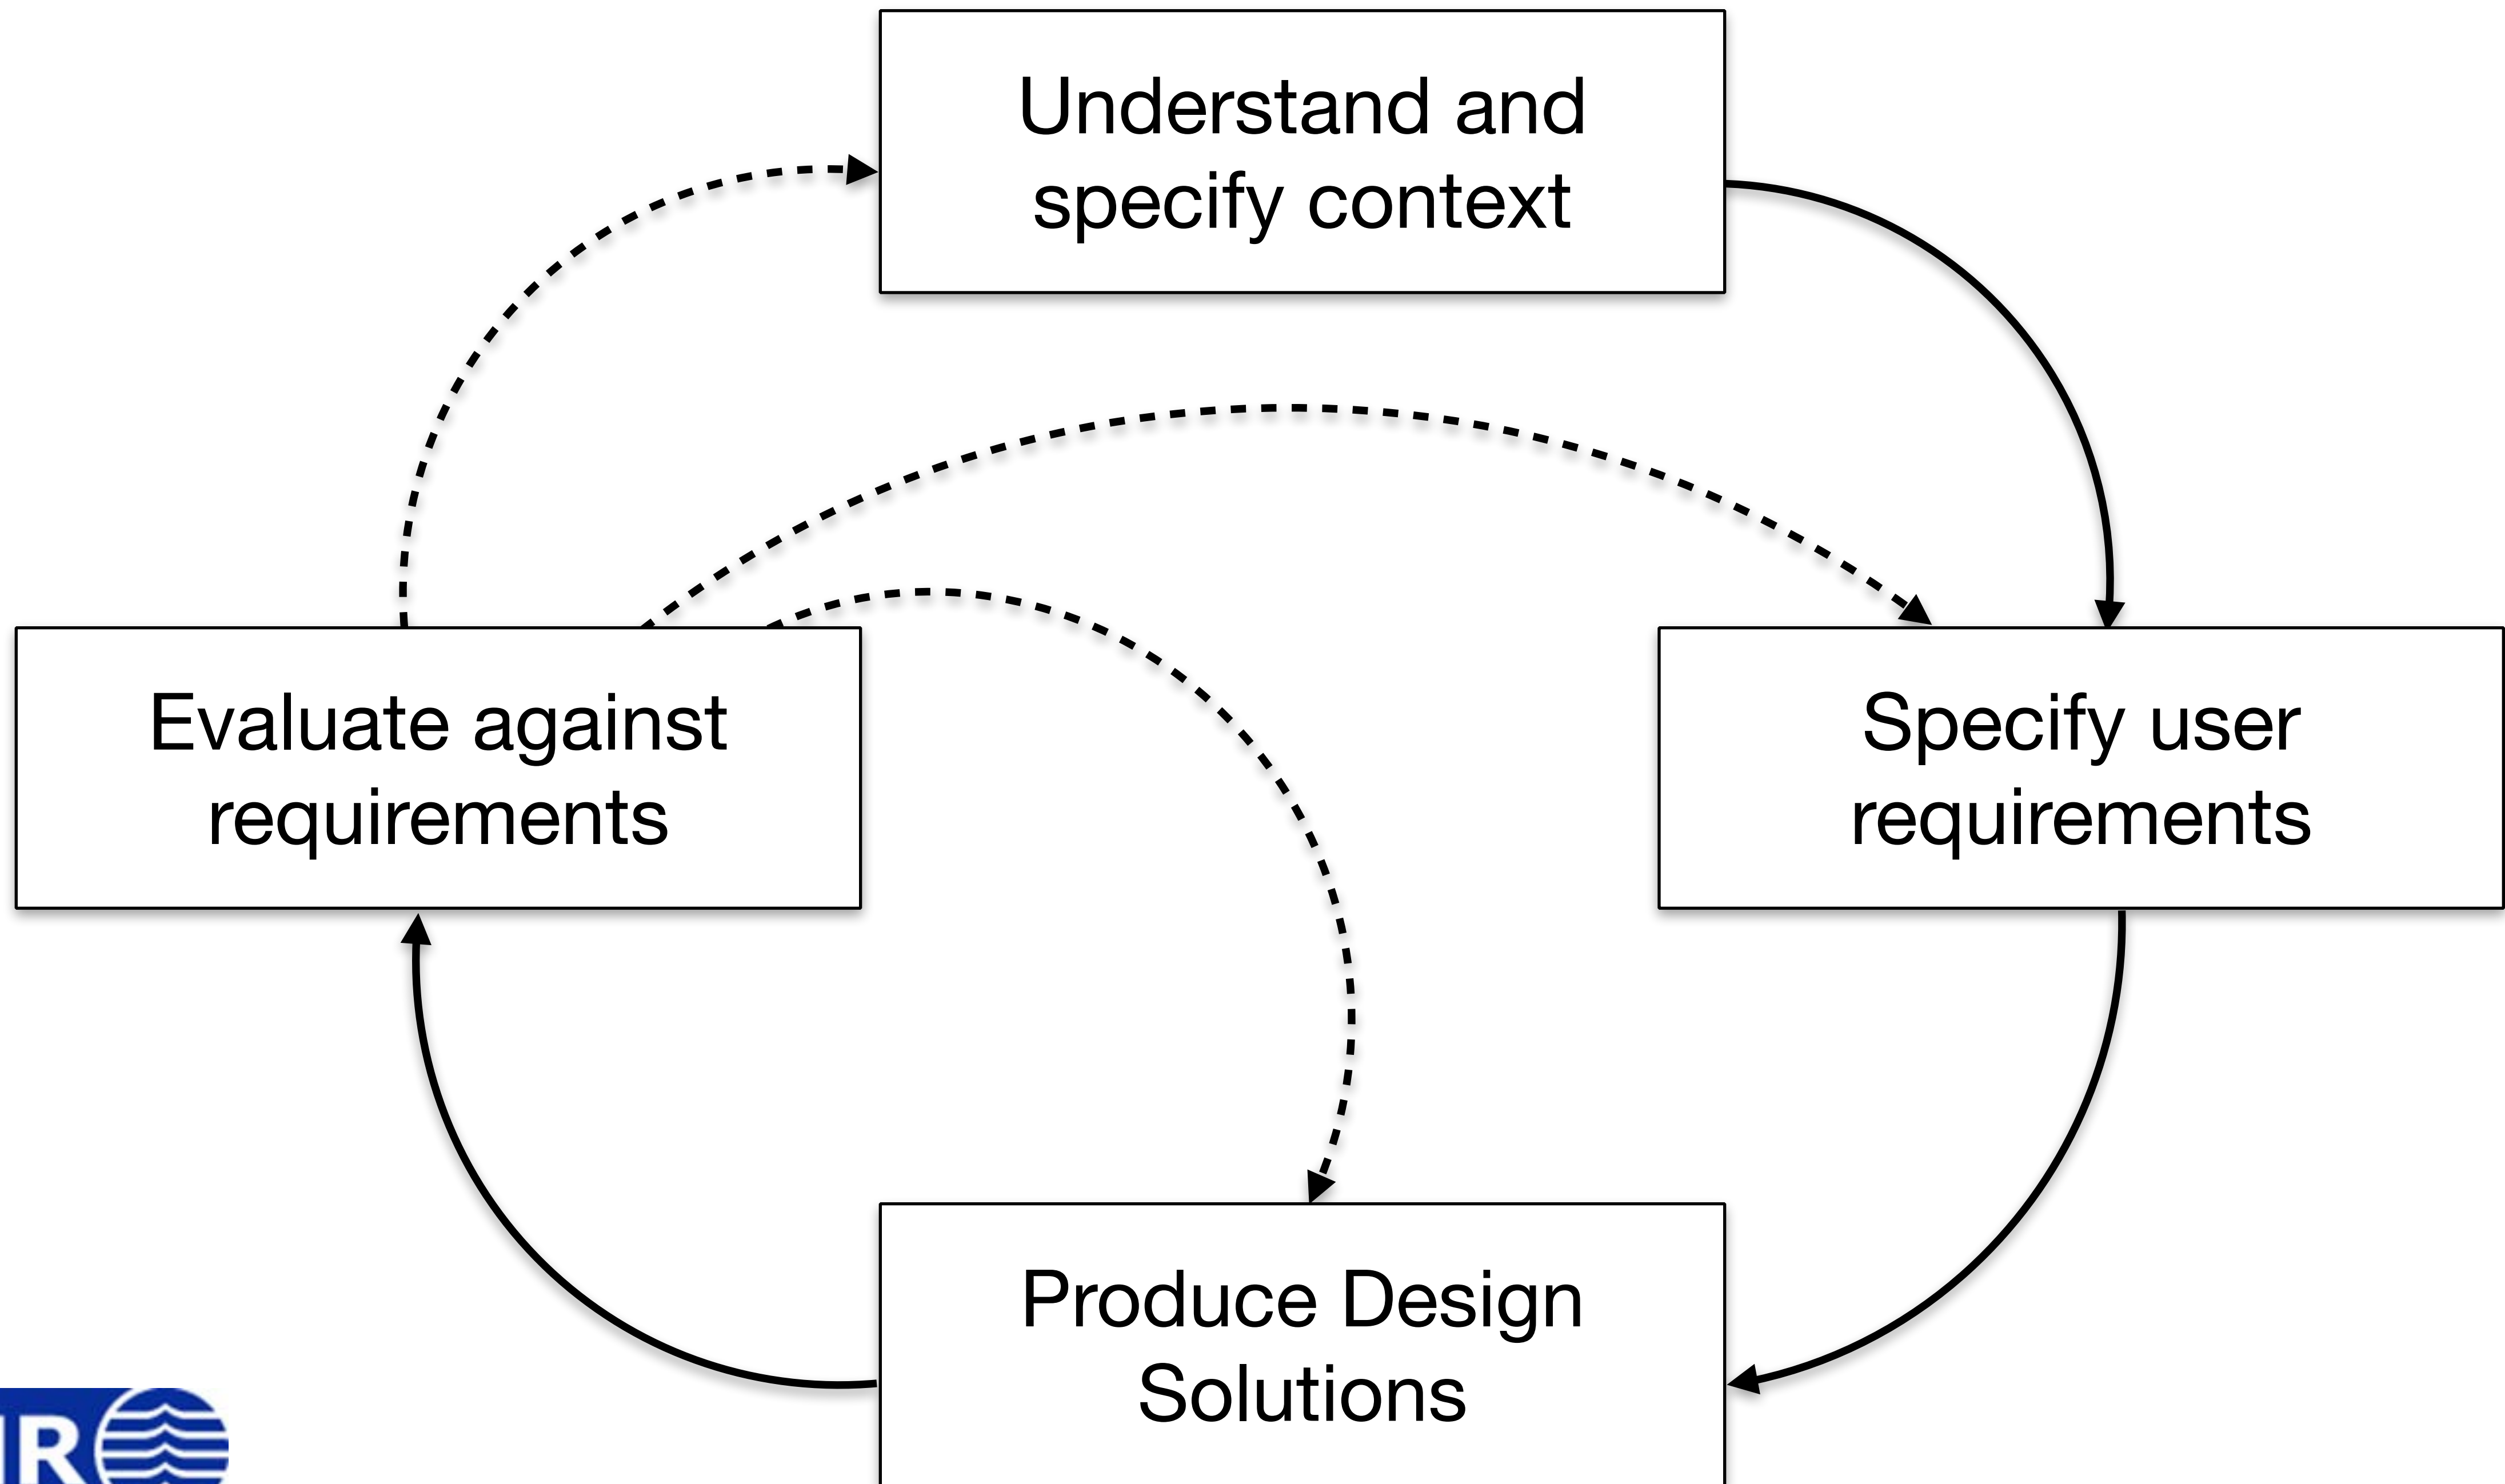 Understand and
specify context
Evaluate against
requirements
Specify user
requirements
Produce Design
Solutions
R